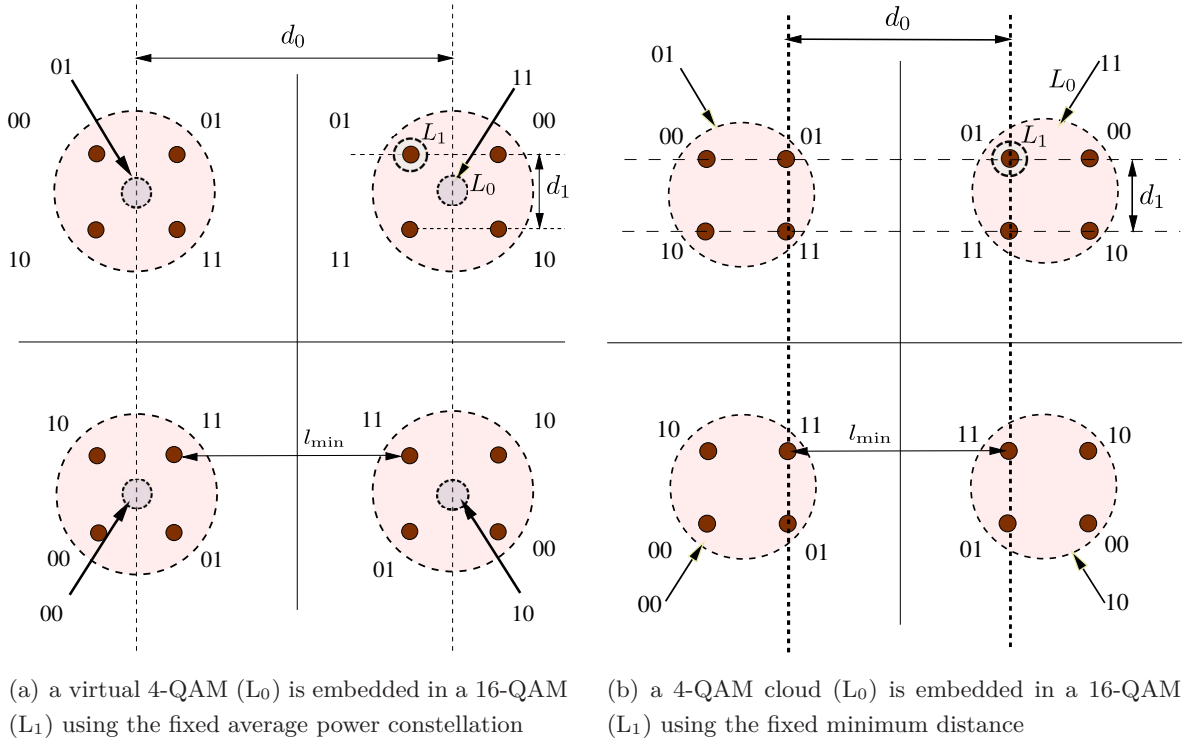 d₀
01
11
00
01
01
00
L₁
L₀
d₁
10
11
11
10
10
11
11
10
l_min
00
01
01
00
00
10
d₀
01
L₀
11
00
01
01
L₁
00
d₁
10
11
11
10
10
11
11
10
l_min
00
01
01
00
00
10
(a) a virtual 4-QAM (L₀) is embedded in a 16-QAM
(L₁) using the fixed average power constellation
(b) a 4-QAM cloud (L₀) is embedded in a 16-QAM
(L₁) using the fixed minimum distance